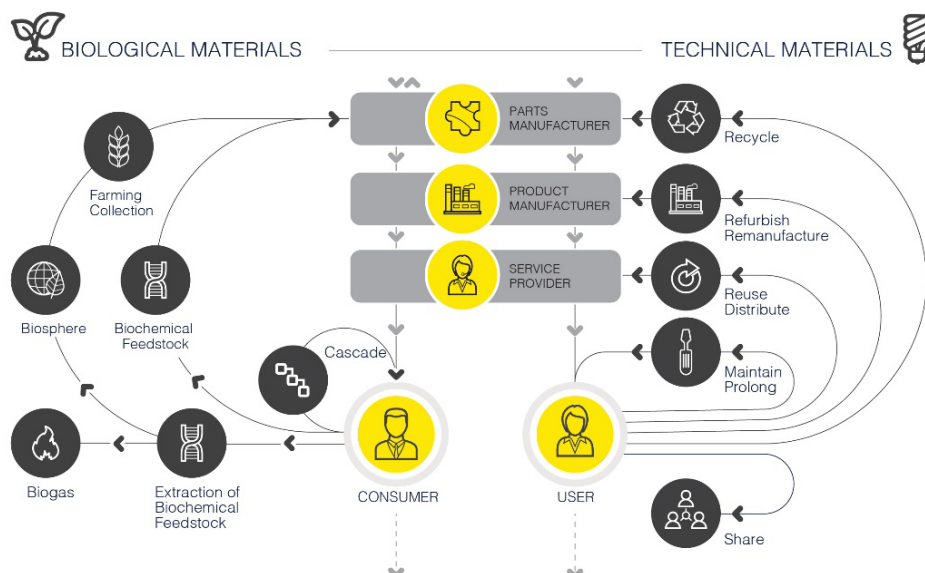 BIOLOGICAL MATERIALS
TECHNICAL MATERIALS
PARTS
MANUFACTURER
Recycle
Farming
Collection
PRODUCT
MANUFACTURER
Refurbish
Remanufacture
SERVICE
PROVIDER
Reuse
Distribute
Biosphere
Biochemical
Feedstock
Cascade
Maintain
Prolong
Biogas
Extraction of
Biochemical
Feedstock
CONSUMER
USER
Share